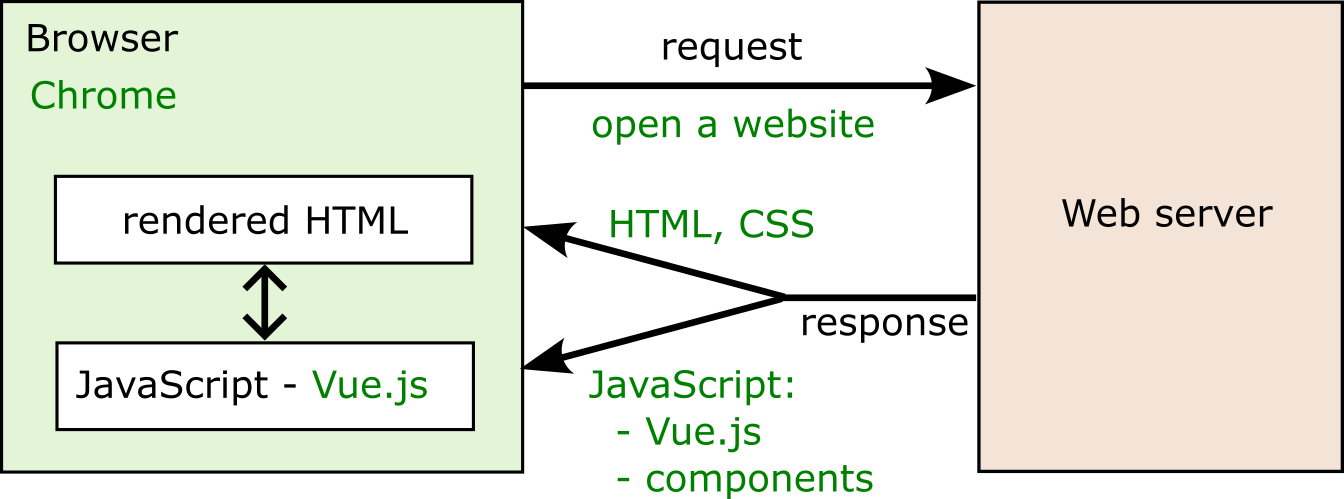 Browser
Chrome
rendered HTML
JavaScript - Vue.js
request
open a website
HTML, CSS
response
JavaScript:
- Vue.js
- components
Web server